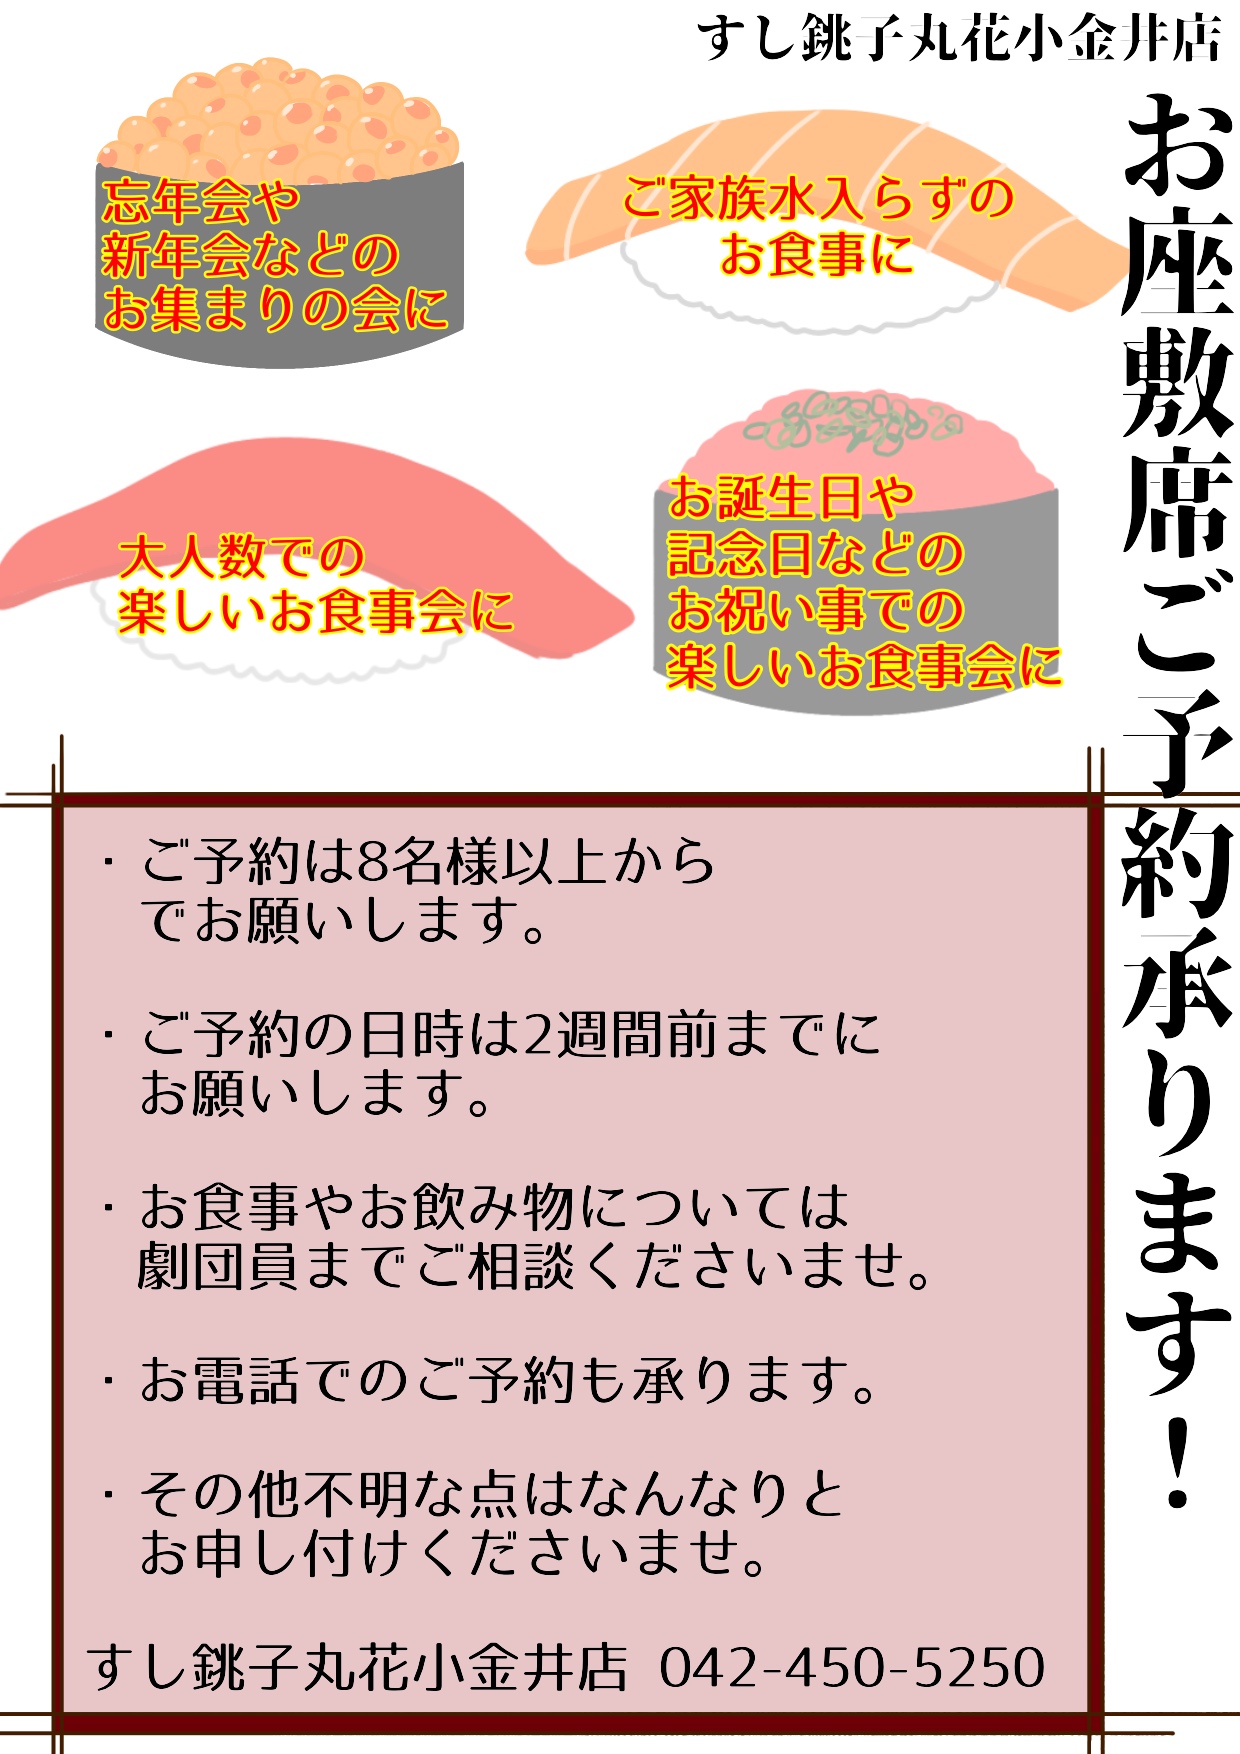 すし銚子丸花小金井店
お座敷席ご予約承ります！
忘年会や
新年会などの
お集まりの会に
ご家族水入らずの
お食事に
大人数での
楽しいお食事会に
お誕生日や
記念日などの
お祝い事での
楽しいお食事会に
・ご予約は8名様以上から
でお願いします。
・ご予約の日時は2週間前までに
お願いします。
・お食事やお飲み物については
劇団員までご相談くださいませ。
・お電話でのご予約も承ります。
・その他不明な点はなんなりと
お申し付けくださいませ。
すし銚子丸花小金井店 042-450-5250